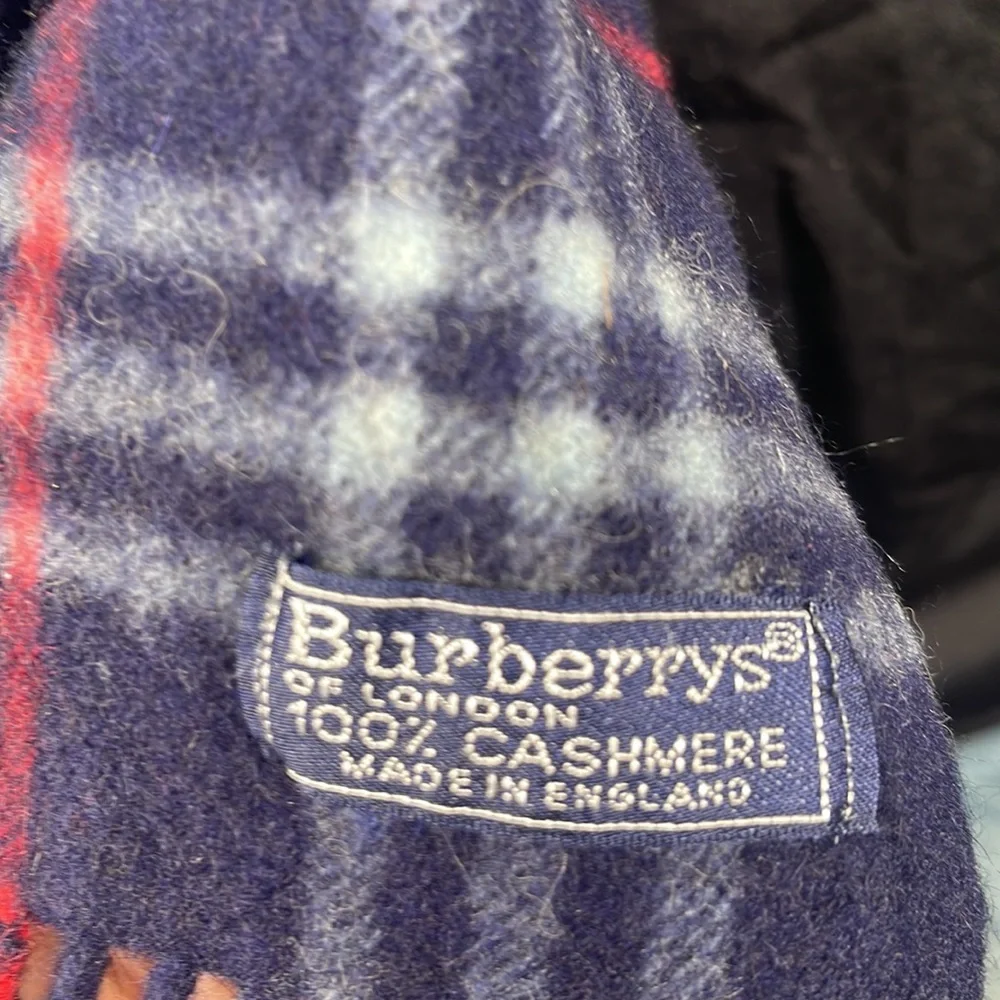 Burberrys®
OF LONDON
100% CASHMERE
MADE IN ENGLAND